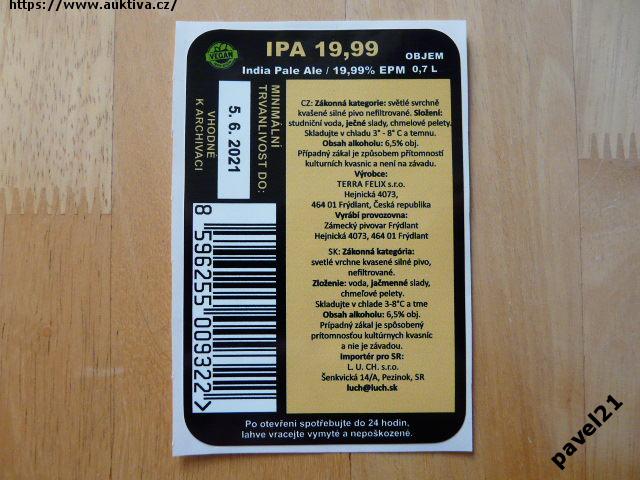 https://www.auktiva.cz/
VEGAN
IPA 19,99
OBJEM
India Pale Ale / 19,99% EPM 0,7 L
MINIMÁLNÍ
TRVANLIVOST DO:
5. 6. 2021
VHODNÉ
K ARCHIVACI
8 596255 009322 >
CZ: Zákonná kategorie: světlé svrchně
kvašené silné pivo nefiltrované. Složení:
studniční voda, ječné slady, chmelové pelety.
Skladujte v chladu 3° - 8° C a temnu.
Obsah alkoholu: 6,5% obj.
Případný zákal je způsobem přítomností
kulturních kvasnic a není na závadu.
Výrobce:
TERRA FELIX s.r.o.
Hejnická 4073,
464 01 Frýdlant, Česká republika
Vyrábí provozovna:
Zámecký pivovar Frýdlant
Hejnická 4073, 464 01 Frýdlant
SK: Zákonná kategória:
svetlé vrchne kvasené silné pivo,
nefiltrované.
Zloženie: voda, jačmenné slady,
chmeľové pelety.
Skladujte v chlade 3-8°C a tme
Obsah alkoholu: 6,5% obj.
Prípadný zákal je spôsobený
prítomnosťou kultúrnych kvasníc
a nie je závadou.
Importér pro SR:
L. U. CH. s.r.o.
Šenkvická 14/A, Pezinok, SR
luch@luch.sk
Po otevření spotřebujte do 24 hodin,
lahve vracejte vymyté a nepoškozené.
pavel21